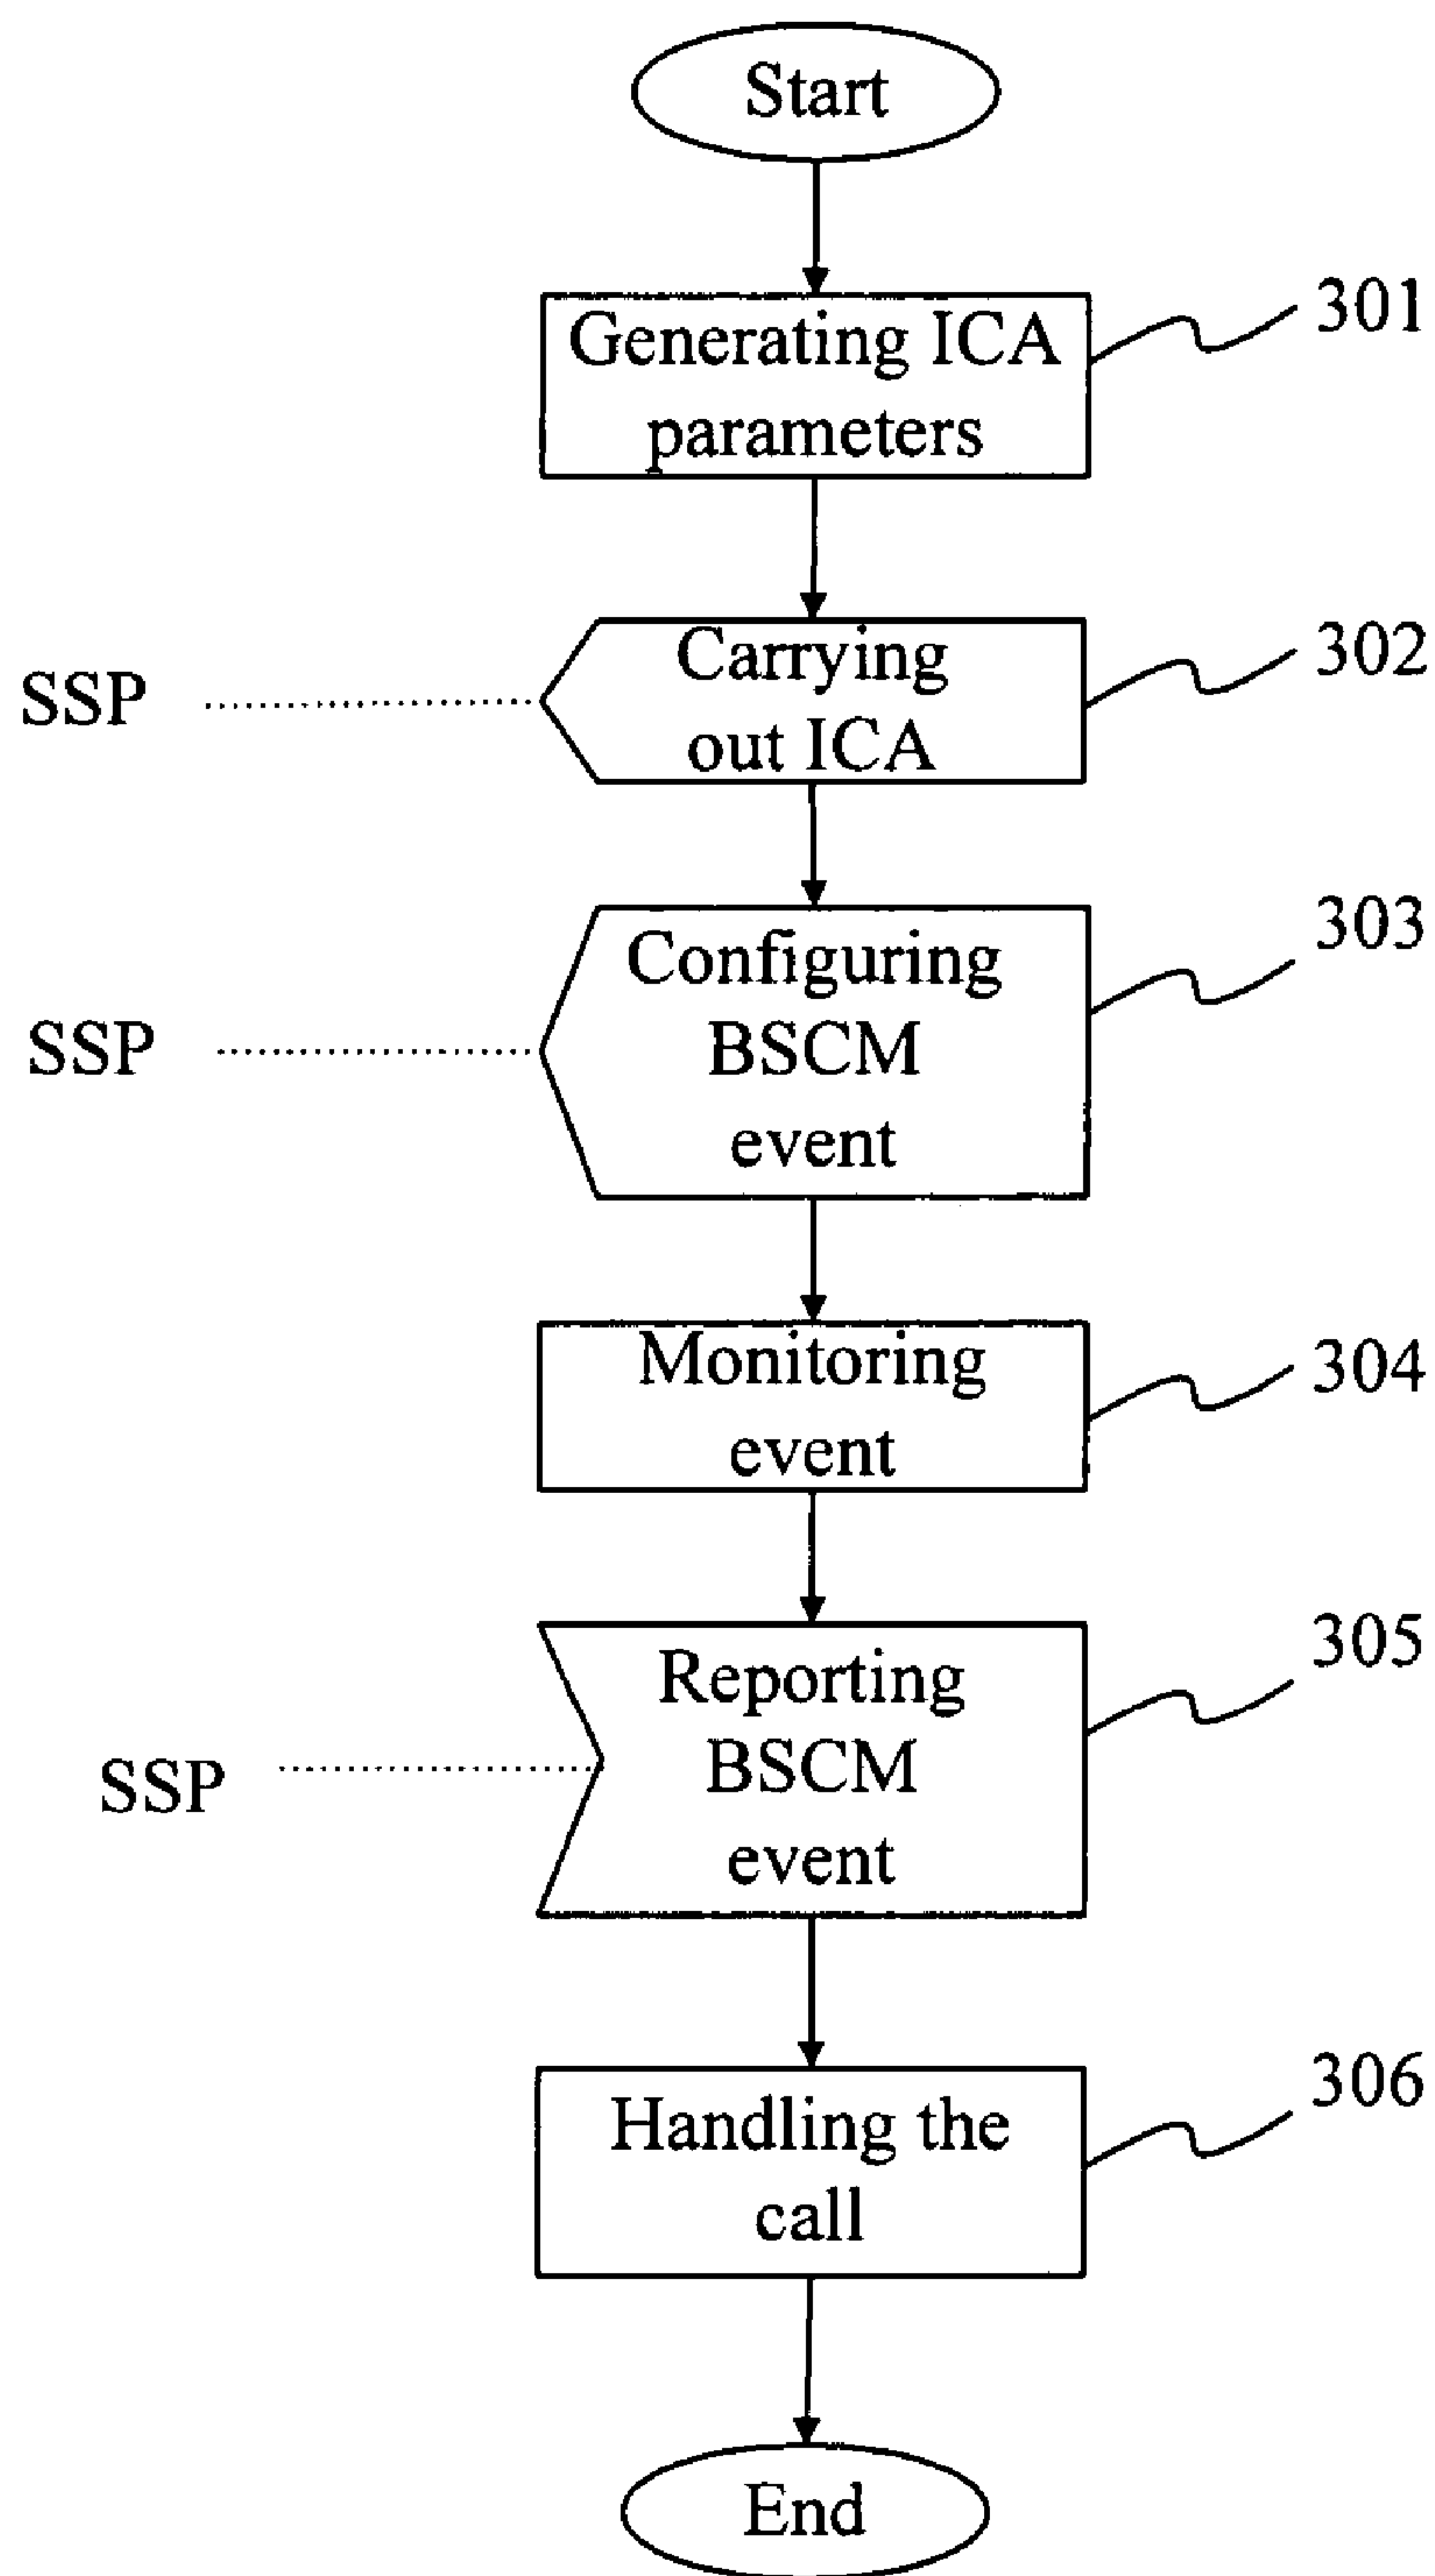 Start
Generating ICA
parameters
301
Carrying
out ICA
302
SSP
Configuring
BSCM
event
303
SSP
Monitoring
event
304
Reporting
BSCM
event
305
SSP
Handling the
call
306
End